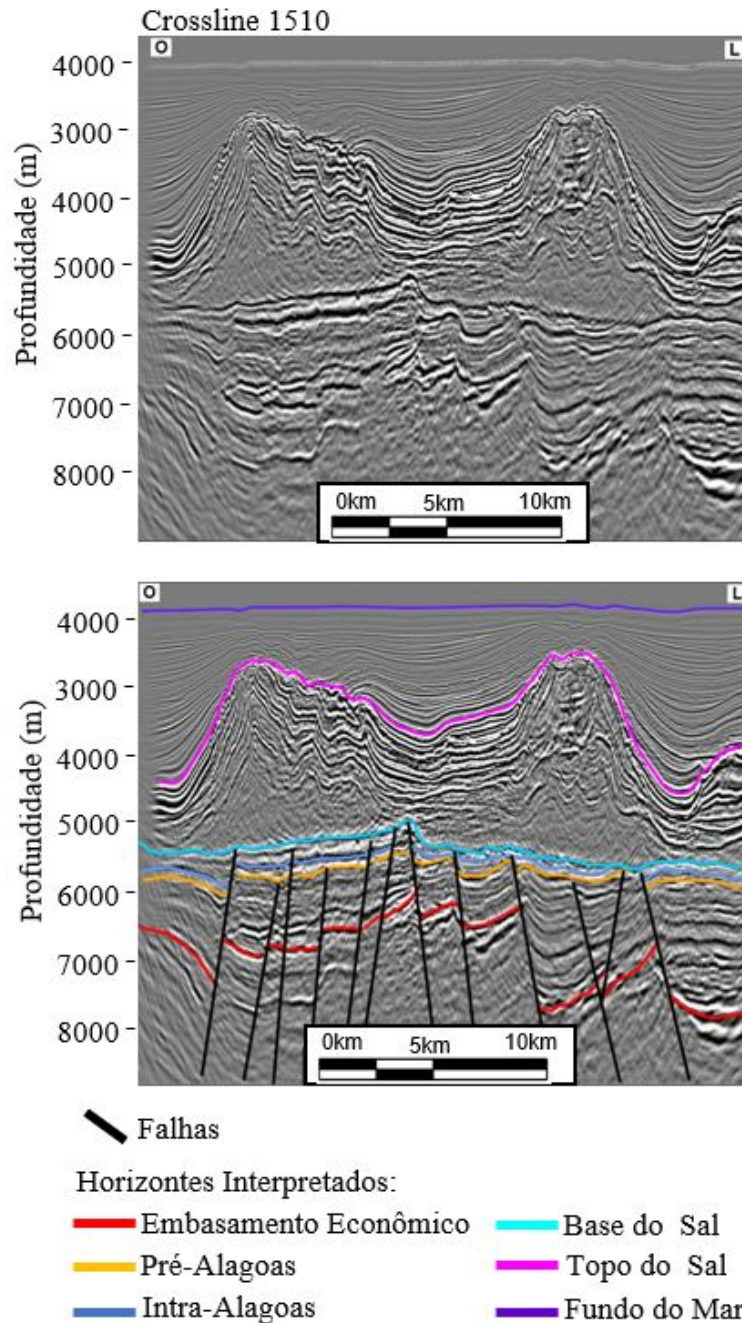 Crossline 1510
O
L
4000
3000
4000
5000
6000
7000
8000
Profundidade (m)
0km 5km 10km
O
L
4000
3000
4000
5000
6000
7000
8000
Profundidade (m)
0km 5km 10km
Falhas
Horizontes Interpretados:
Embasamento Econômico
Base do Sal
Pré-Alagoas
Topo do Sal
Intra-Alagoas
Fundo do Mar